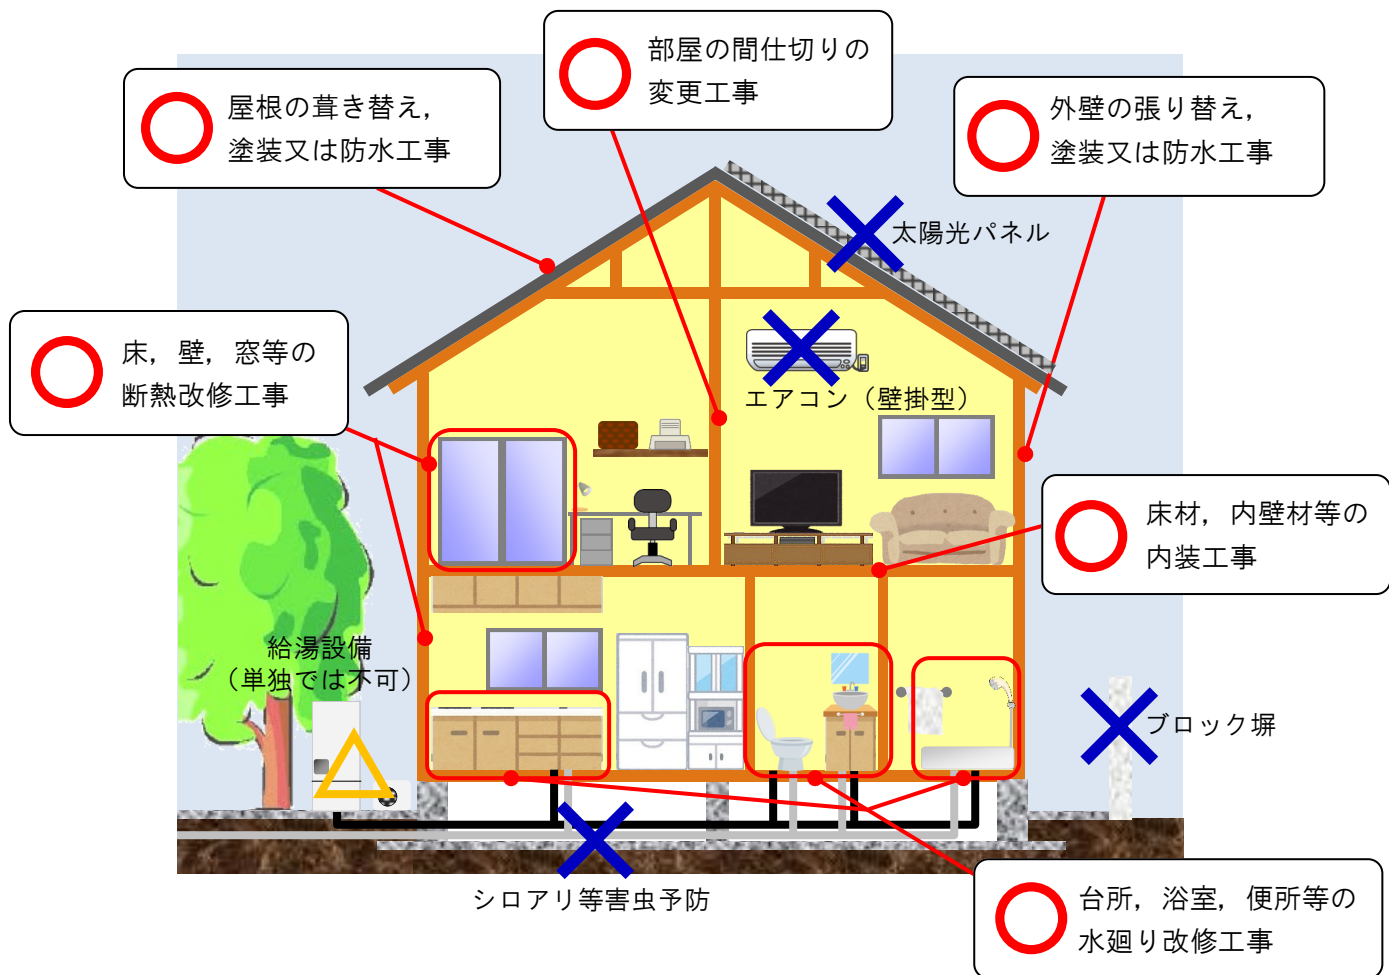 部屋の間仕切りの
変更工事
屋根の葺き替え，
塗装又は防水工事
外壁の張り替え，
塗装又は防水工事
太陽光パネル
床，壁，窓等の
断熱改修工事
エアコン（壁掛型）
床材，内壁材等の
内装工事
給湯設備
（単独では不可）
ブロック塀
シロアリ等害虫予防
台所，浴室，便所等の
水廻り改修工事